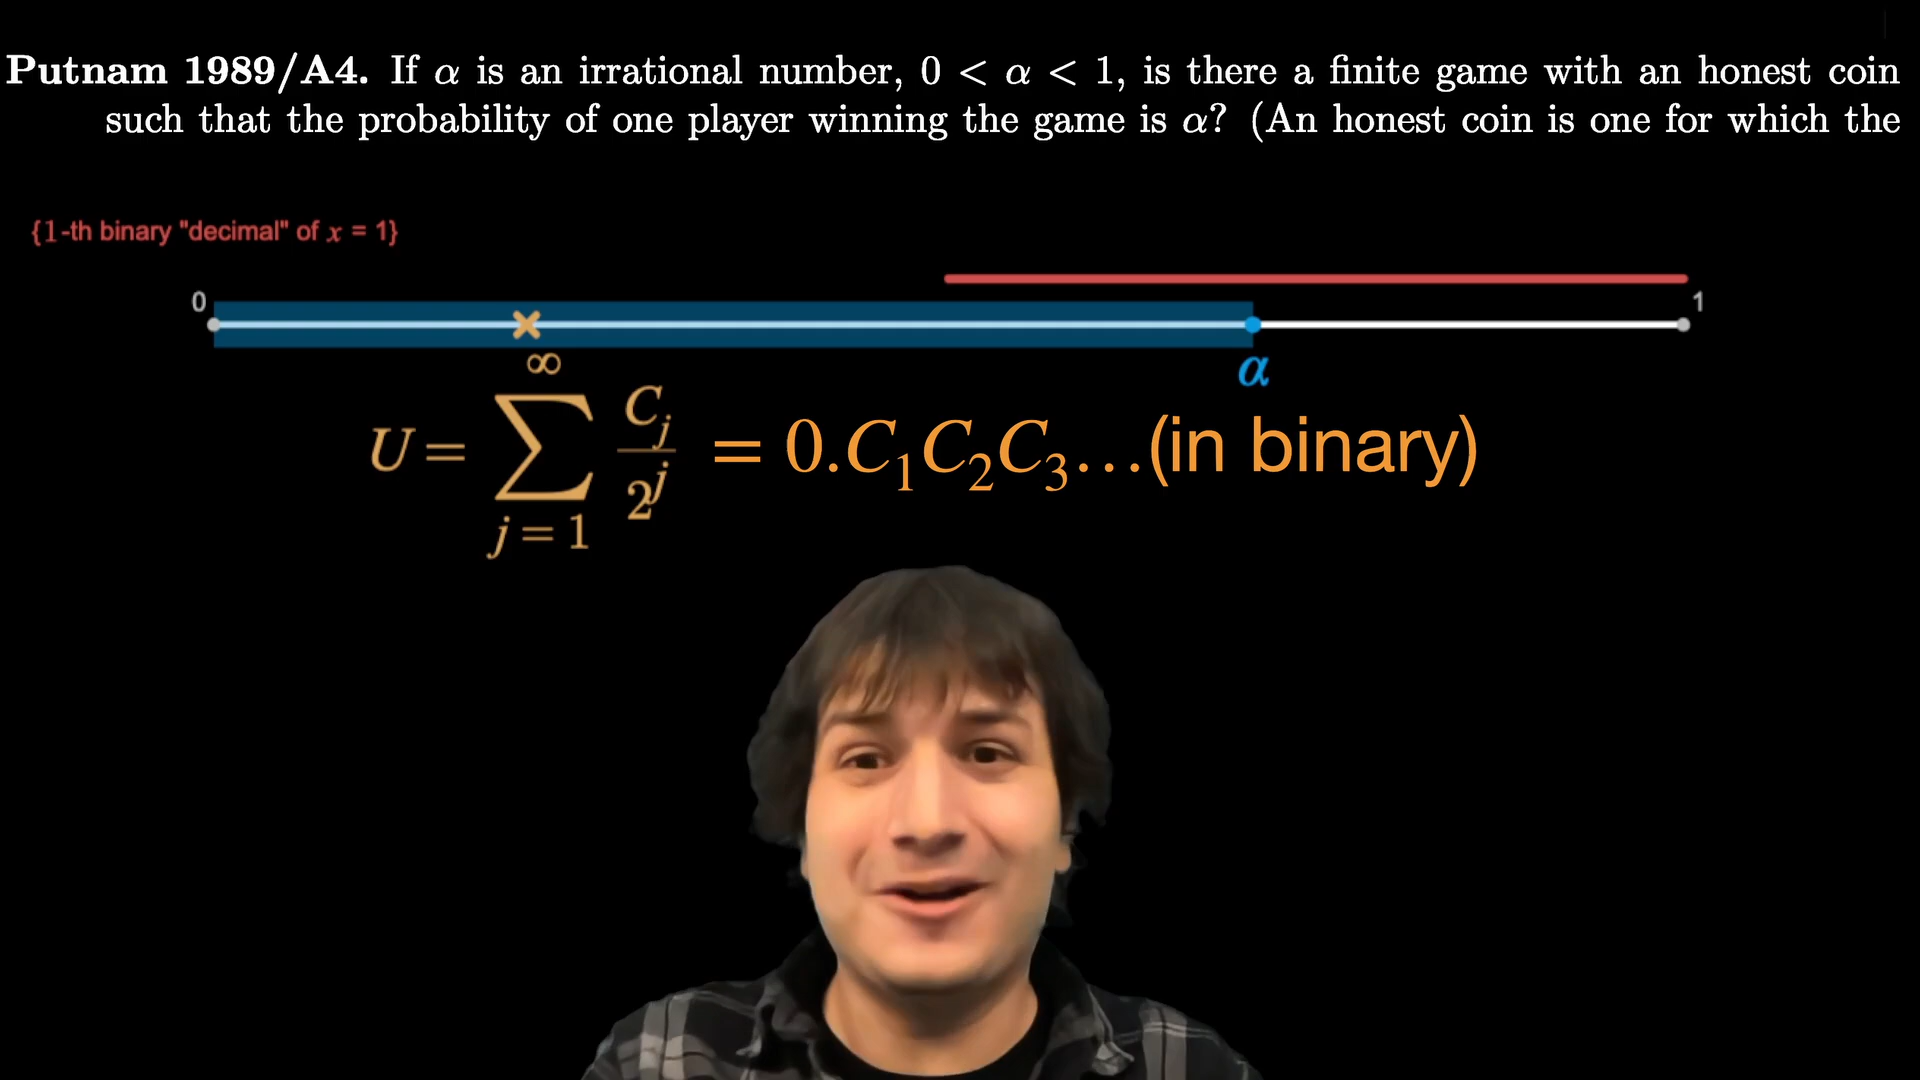 Putnam 1989/A4. If α is an irrational number, 0 < α < 1, is there a finite game with an honest coin
such that the probability of one player winning the game is α? (An honest coin is one for which the
{1-th binary "decimal" of x = 1}
0 1
α
U = ∑_{j=1}^{∞} C_j / 2^j = 0.C₁C₂C₃…(in binary)